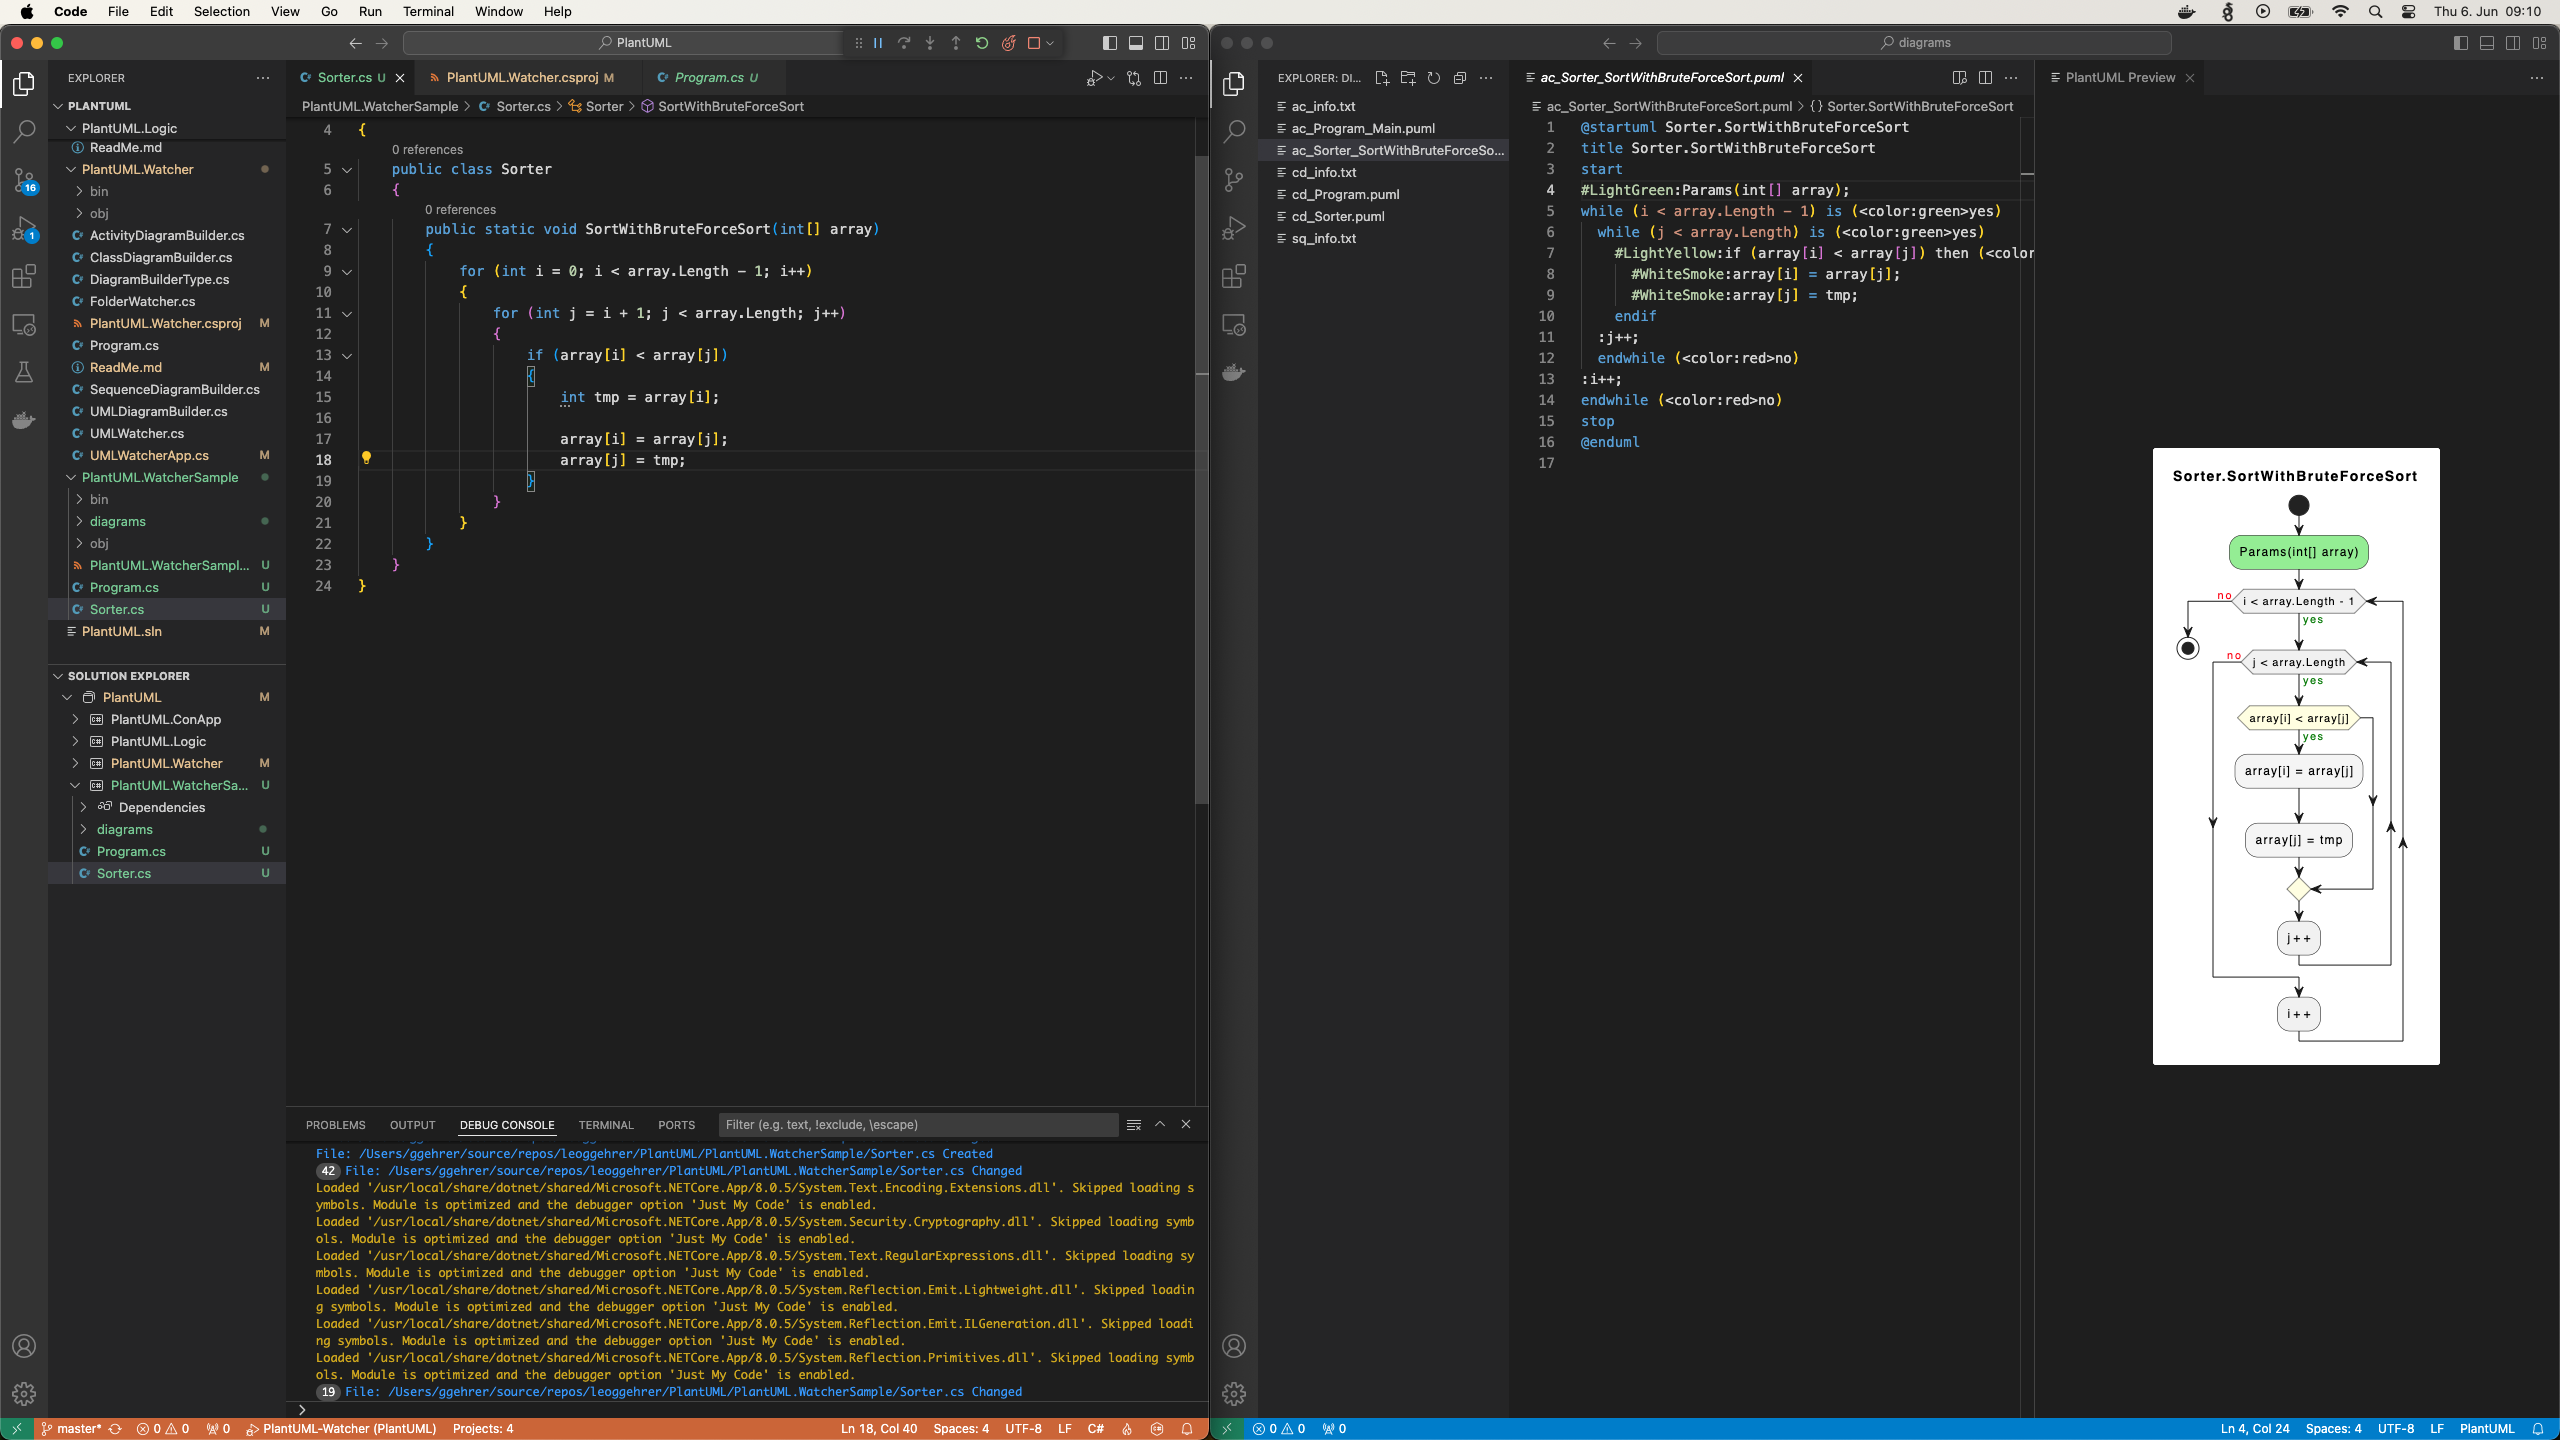 Code File Edit Selection View Go Run Terminal Window Help
Thu 6. Jun 09:10
PlantUML
EXPLORER
PLANTUML
PlantUML.Logic
ReadMe.md
PlantUML.Watcher
bin
obj
ActivityDiagramBuilder.cs
ClassDiagramBuilder.cs
DiagramBuilderType.cs
FolderWatcher.cs
PlantUML.Watcher.csproj M
Program.cs
ReadMe.md M
SequenceDiagramBuilder.cs
UMLDiagramBuilder.cs
UMLWatcher.cs
UMLWatcherApp.cs M
PlantUML.WatcherSample
bin
diagrams
obj
PlantUML.WatcherSampl... U
Program.cs U
Sorter.cs U
PlantUML.sln M
SOLUTION EXPLORER
PlantUML M
PlantUML.ConApp
PlantUML.Logic
PlantUML.Watcher M
PlantUML.WatcherSa... U
Dependencies
diagrams
Program.cs U
Sorter.cs U
16
1
Sorter.cs U PlantUML.Watcher.csproj M Program.cs U
PlantUML.WatcherSample > Sorter.cs > Sorter > SortWithBruteForceSort
4 {
0 references
5 public class Sorter
6 {
0 references
7 public static void SortWithBruteForceSort(int[] array)
8 {
9 for (int i = 0; i < array.Length - 1; i++)
10 {
11 for (int j = i + 1; j < array.Length; j++)
12 {
13 if (array[i] < array[j])
14 {
15 int tmp = array[i];
16
17 array[i] = array[j];
18 array[j] = tmp;
19 }
20 }
21 }
22 }
23 }
24 }
PROBLEMS OUTPUT DEBUG CONSOLE TERMINAL PORTS Filter (e.g. text, !exclude, \escape)
File: /Users/ggehrer/source/repos/leoggehrer/PlantUML/PlantUML.WatcherSample/Sorter.cs Created
42 File: /Users/ggehrer/source/repos/leoggehrer/PlantUML/PlantUML.WatcherSample/Sorter.cs Changed
Loaded '/usr/local/share/dotnet/shared/Microsoft.NETCore.App/8.0.5/System.Text.Encoding.Extensions.dll'. Skipped loading s
ymbols. Module is optimized and the debugger option 'Just My Code' is enabled.
Loaded '/usr/local/share/dotnet/shared/Microsoft.NETCore.App/8.0.5/System.Security.Cryptography.dll'. Skipped loading symb
ols. Module is optimized and the debugger option 'Just My Code' is enabled.
Loaded '/usr/local/share/dotnet/shared/Microsoft.NETCore.App/8.0.5/System.Text.RegularExpressions.dll'. Skipped loading sy
mbols. Module is optimized and the debugger option 'Just My Code' is enabled.
Loaded '/usr/local/share/dotnet/shared/Microsoft.NETCore.App/8.0.5/System.Reflection.Emit.Lightweight.dll'. Skipped loadin
g symbols. Module is optimized and the debugger option 'Just My Code' is enabled.
Loaded '/usr/local/share/dotnet/shared/Microsoft.NETCore.App/8.0.5/System.Reflection.Emit.ILGeneration.dll'. Skipped loadi
ng symbols. Module is optimized and the debugger option 'Just My Code' is enabled.
Loaded '/usr/local/share/dotnet/shared/Microsoft.NETCore.App/8.0.5/System.Reflection.Primitives.dll'. Skipped loading symb
ols. Module is optimized and the debugger option 'Just My Code' is enabled.
19 File: /Users/ggehrer/source/repos/leoggehrer/PlantUML/PlantUML.WatcherSample/Sorter.cs Changed
master* 0 0 0 PlantUML-Watcher (PlantUML) Projects: 4 Ln 18, Col 40 Spaces: 4 UTF-8 LF C#
diagrams
EXPLORER: DI...
ac_info.txt
ac_Program_Main.puml
ac_Sorter_SortWithBruteForceSo...
cd_info.txt
cd_Program.puml
cd_Sorter.puml
sq_info.txt
ac_Sorter_SortWithBruteForceSort.puml
ac_Sorter_SortWithBruteForceSort.puml > {} Sorter.SortWithBruteForceSort
1 @startuml Sorter.SortWithBruteForceSort
2 title Sorter.SortWithBruteForceSort
3 start
4 #LightGreen:Params(int[] array);
5 while (i < array.Length - 1) is (<color:green>yes)
6 while (j < array.Length) is (<color:green>yes)
7 #LightYellow:if (array[i] < array[j]) then (<color
8 #WhiteSmoke:array[i] = array[j];
9 #WhiteSmoke:array[j] = tmp;
10 endif
11 :j++;
12 endwhile (<color:red>no)
13 :i++;
14 endwhile (<color:red>no)
15 stop
16 @enduml
17
PlantUML Preview
Sorter.SortWithBruteForceSort
Params(int[] array)
no
i < array.Length - 1
yes
no
j < array.Length
yes
array[i] < array[j]
yes
array[i] = array[j]
array[j] = tmp
j++
i++
0 0 0 Ln 4, Col 24 Spaces: 4 UTF-8 LF PlantUML